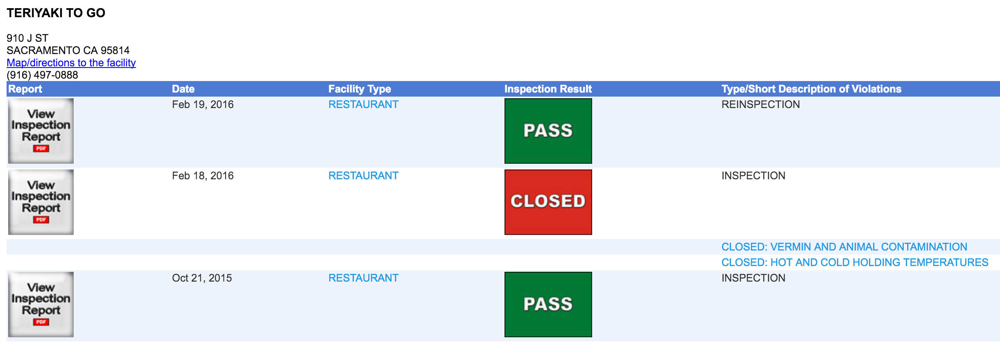 TERIYAKI TO GO
910 J ST
SACRAMENTO CA 95814
Map/directions to the facility
(916) 497-0888
Report Date Facility Type Inspection Result Type/Short Description of Violations
View
Inspection
Report
PDF
Feb 19, 2016 RESTAURANT PASS REINSPECTION
View
Inspection
Report
PDF
Feb 18, 2016 RESTAURANT CLOSED INSPECTION
CLOSED: VERMIN AND ANIMAL CONTAMINATION
CLOSED: HOT AND COLD HOLDING TEMPERATURES
View
Inspection
Report
PDF
Oct 21, 2015 RESTAURANT PASS INSPECTION